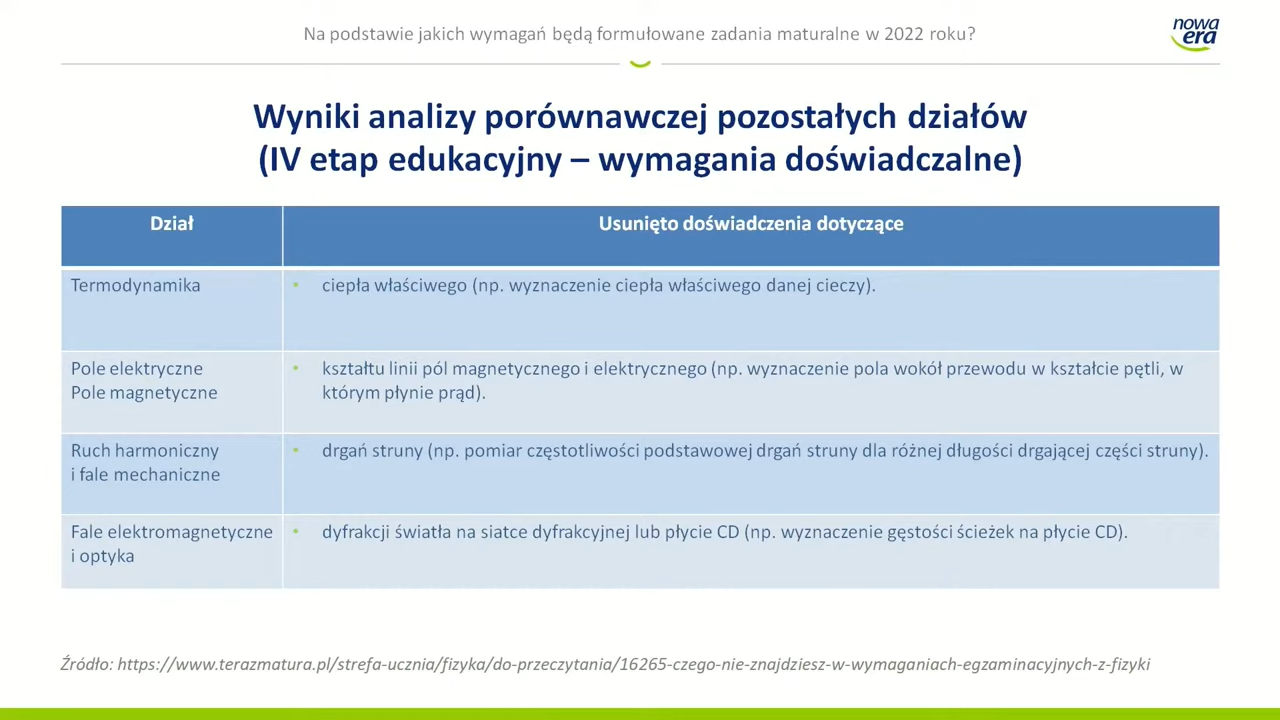 Na podstawie jakich wymagań będą formułowane zadania maturalne w 2022 roku?
nowa
era
Wyniki analizy porównawczej pozostałych działów
(IV etap edukacyjny – wymagania doświadczalne)
Dział
Usunięto doświadczenia dotyczące
Termodynamika
• ciepła właściwego (np. wyznaczenie ciepła właściwego danej cieczy).
Pole elektryczne
Pole magnetyczne
• kształtu linii pól magnetycznego i elektrycznego (np. wyznaczenie pola wokół przewodu w kształcie pętli, w
którym płynie prąd).
Ruch harmoniczny
i fale mechaniczne
• drgań struny (np. pomiar częstotliwości podstawowej drgań struny dla różnej długości drgającej części struny).
Fale elektromagnetyczne
i optyka
• dyfrakcji światła na siatce dyfrakcyjnej lub płycie CD (np. wyznaczenie gęstości ścieżek na płycie CD).
Źródło: https://www.terazmatura.pl/strefa-ucznia/fizyka/do-przeczytania/16265-czego-nie-znajdziesz-w-wymaganiach-egzaminacyjnych-z-fizyki